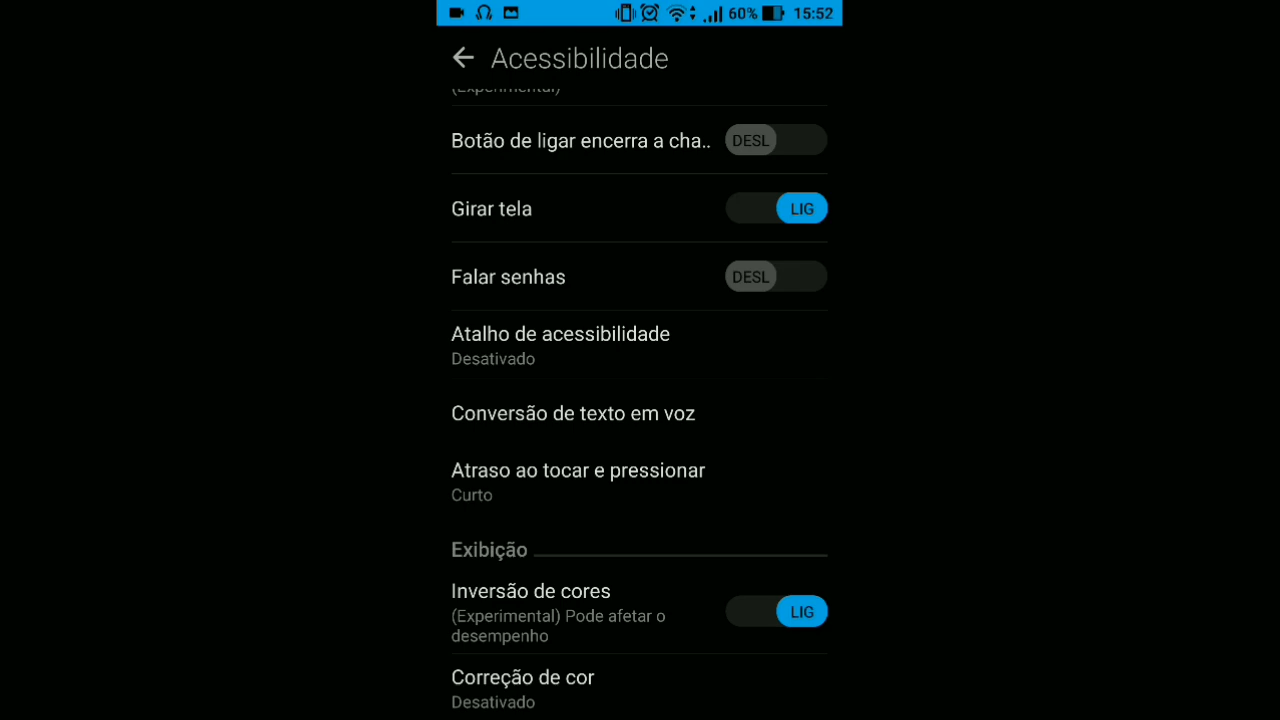 60% 15:52
Acessibilidade
(Experimental)
Botão de ligar encerra a cha.. DESL
Girar tela LIG
Falar senhas DESL
Atalho de acessibilidade
Desativado
Conversão de texto em voz
Atraso ao tocar e pressionar
Curto
Exibição
Inversão de cores
(Experimental) Pode afetar o LIG
desempenho
Correção de cor
Desativado